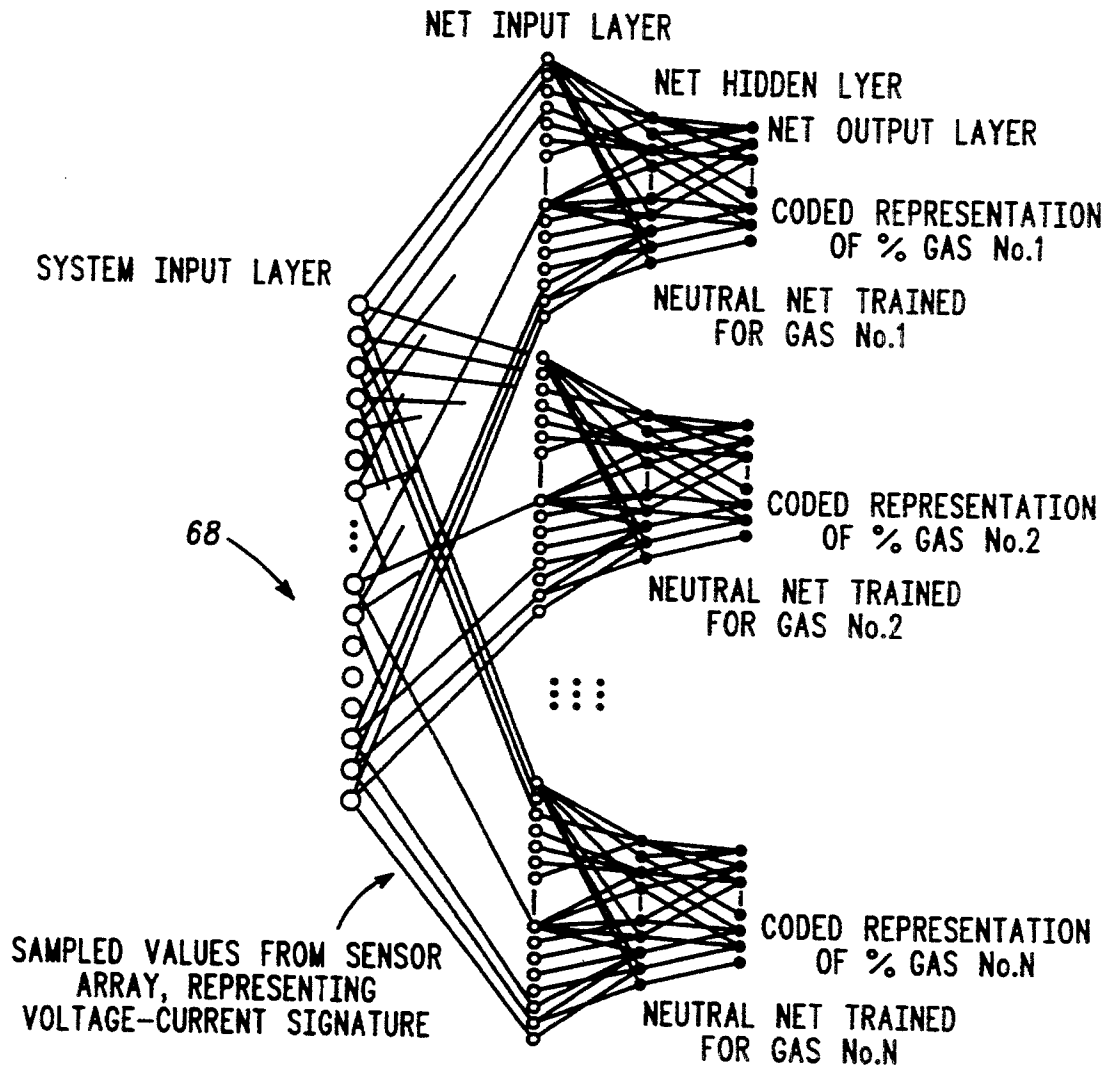 NET INPUT LAYER
NET HIDDEN LYER
NET OUTPUT LAYER
CODED REPRESENTATION
OF % GAS No.1
SYSTEM INPUT LAYER
NEUTRAL NET TRAINED
FOR GAS No.1
68
CODED REPRESENTATION
OF % GAS No.2
NEUTRAL NET TRAINED
FOR GAS No.2
SAMPLED VALUES FROM SENSOR
ARRAY, REPRESENTING
VOLTAGE-CURRENT SIGNATURE
CODED REPRESENTATION
OF % GAS No.N
NEUTRAL NET TRAINED
FOR GAS No.N